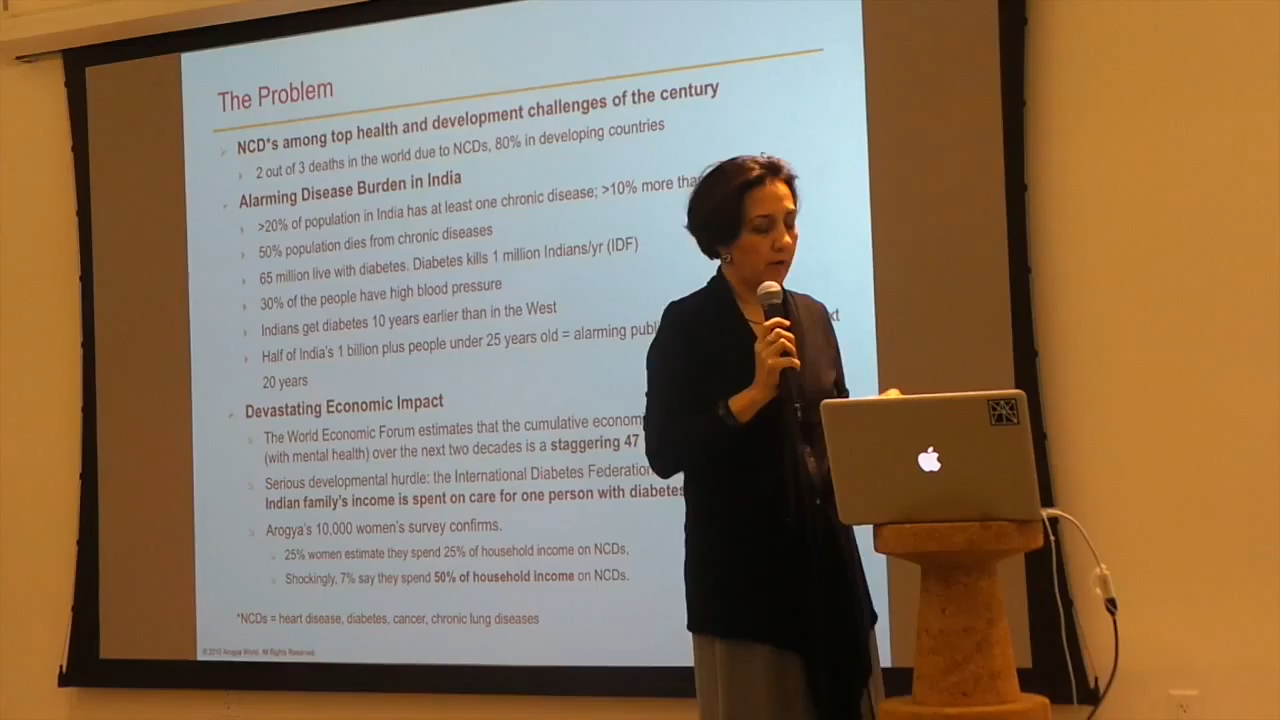 The Problem
NCD*s among top health and development challenges of the century
2 out of 3 deaths in the world due to NCDs, 80% in developing countries
Alarming Disease Burden in India
>20% of population in India has at least one chronic disease; >10% more
50% population dies from chronic diseases
65 million live with diabetes. Diabetes kills 1 million Indians/yr (IDF)
30% of the people have high blood pressure
Indians get diabetes 10 years earlier than in the West
Half of India's 1 billion plus people under 25 years old = alarming
20 years
Devastating Economic Impact
The World Economic Forum estimates that the cumulative
(with mental health) over the next two decades is a staggering 47
Serious developmental hurdle: the International Diabetes Federation
Indian family's income is spent on care for one person with diabetes
Arogya's 10,000 women's survey confirms.
25% women estimate they spend 25% of household income on NCDs,
Shockingly, 7% say they spend 50% of household income on NCDs.
*NCDs = heart disease, diabetes, cancer, chronic lung diseases
Arogya World. All Rights Reserved.